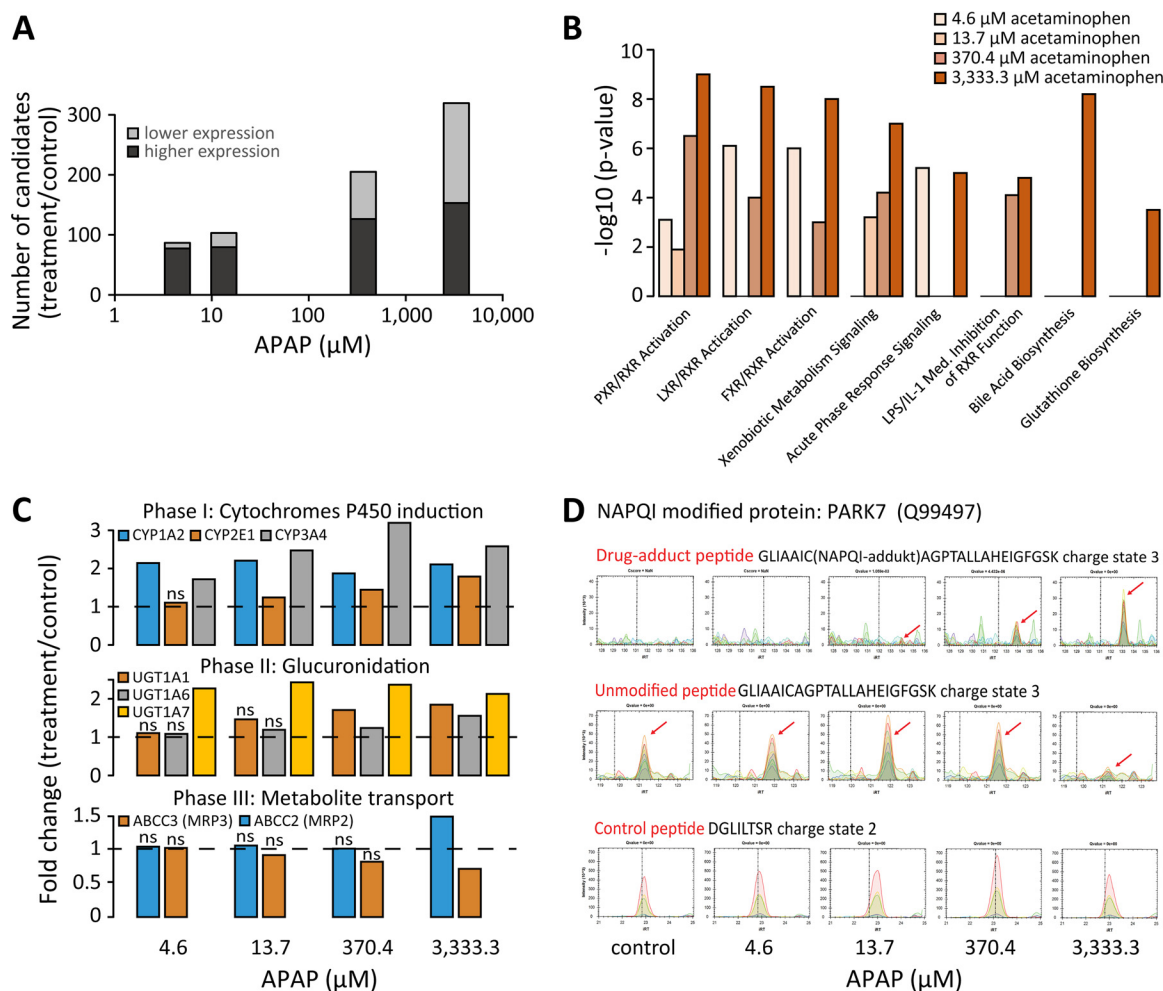 A
Number of candidates
(treatment/control)
300
200
100
0
lower expression
higher expression
1
10
100
1,000
10,000
APAP (µM)
B
4.6 µM acetaminophen
13.7 µM acetaminophen
370.4 µM acetaminophen
3,333.3 µM acetaminophen
-log10 (p-value)
10
8
6
4
2
0
PXR/RXR Activation
LXR/RXR Actication
FXR/RXR Activation
Xenobiotic Metabolism Signaling
Acute Phase Response Signaling
LPS/IL-1 Med. Inhibition
of RXR Function
Bile Acid Biosynthesis
Glutathione Biosynthesis
C
Fold change (treatment/control)
Phase I: Cytochromes P450 induction
3
CYP1A2 CYP2E1 CYP3A4
2
ns
1
0
Phase II: Glucuronidation
UGT1A1
2
UGT1A6
UGT1A7
ns ns ns
1
0
Phase III: Metabolite transport
1.5
ABCC3 (MRP3) ABCC2 (MRP2)
ns ns ns ns ns ns
1
0.5
0
4.6
13.7
370.4
3,333.3
APAP (µM)
D NAPQI modified protein: PARK7 (Q99497)
Drug-adduct peptide GLIAAIC(NAPQI-addukt)AGPTALLAHEIGFGSK charge state 3
Unmodified peptide GLIAAICAGPTALLAHEIGFGSK charge state 3
Control peptide DGLILTSR charge state 2
control
4.6
13.7
370.4
3,333.3
APAP (µM)